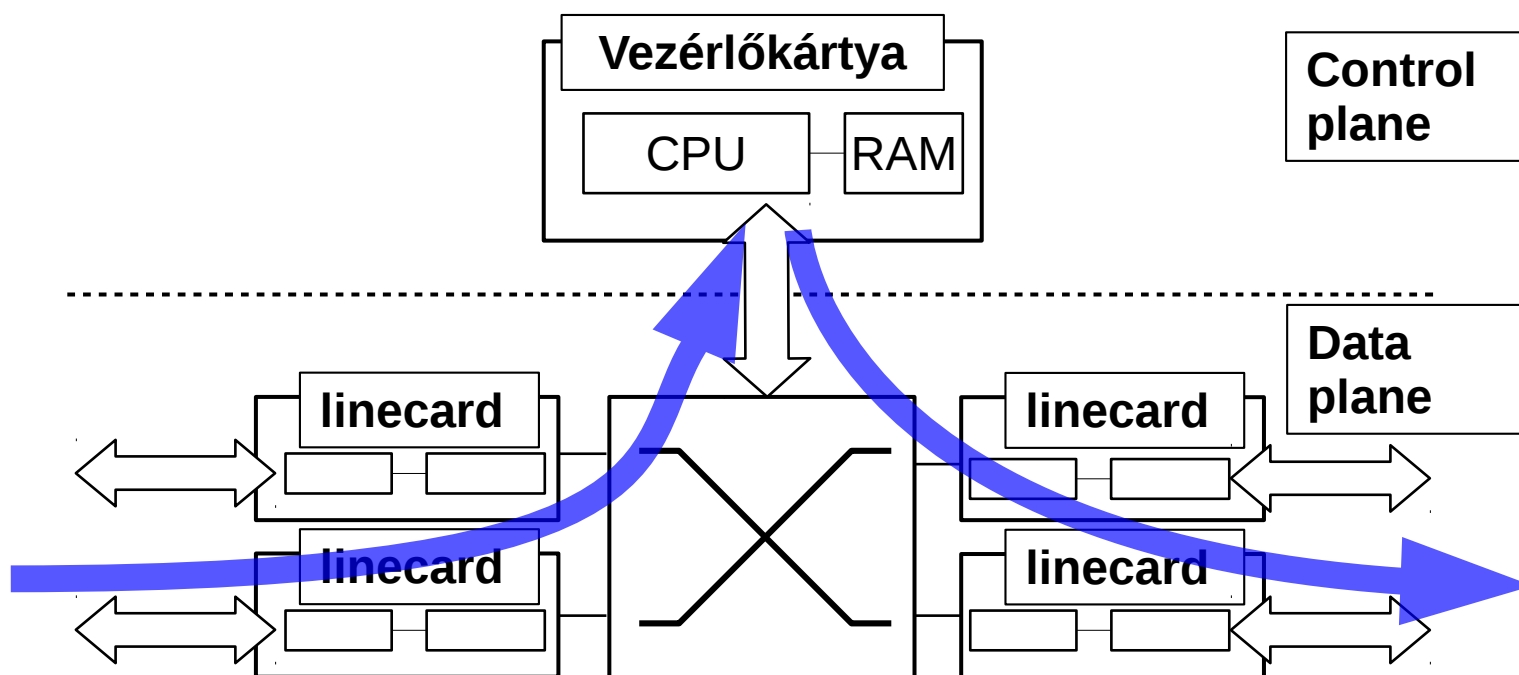 Vezérlőkártya
CPU
RAM
Control
plane
Data
plane
linecard
linecard
linecard
linecard